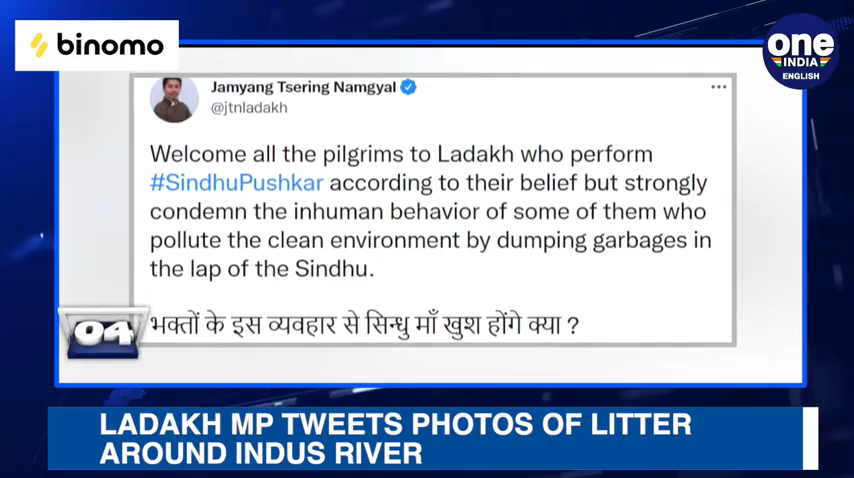 binomo
one
INDIA
ENGLISH
Jamyang Tsering Namgyal
@jtnladakh
Welcome all the pilgrims to Ladakh who perform
#SindhuPushkar according to their belief but strongly
condemn the inhuman behavior of some of them who
pollute the clean environment by dumping garbages in
the lap of the Sindhu.
भक्तों के इस व्यवहार से सिन्धु माँ खुश होंगे क्या ?
04
LADAKH MP TWEETS PHOTOS OF LITTER
AROUND INDUS RIVER